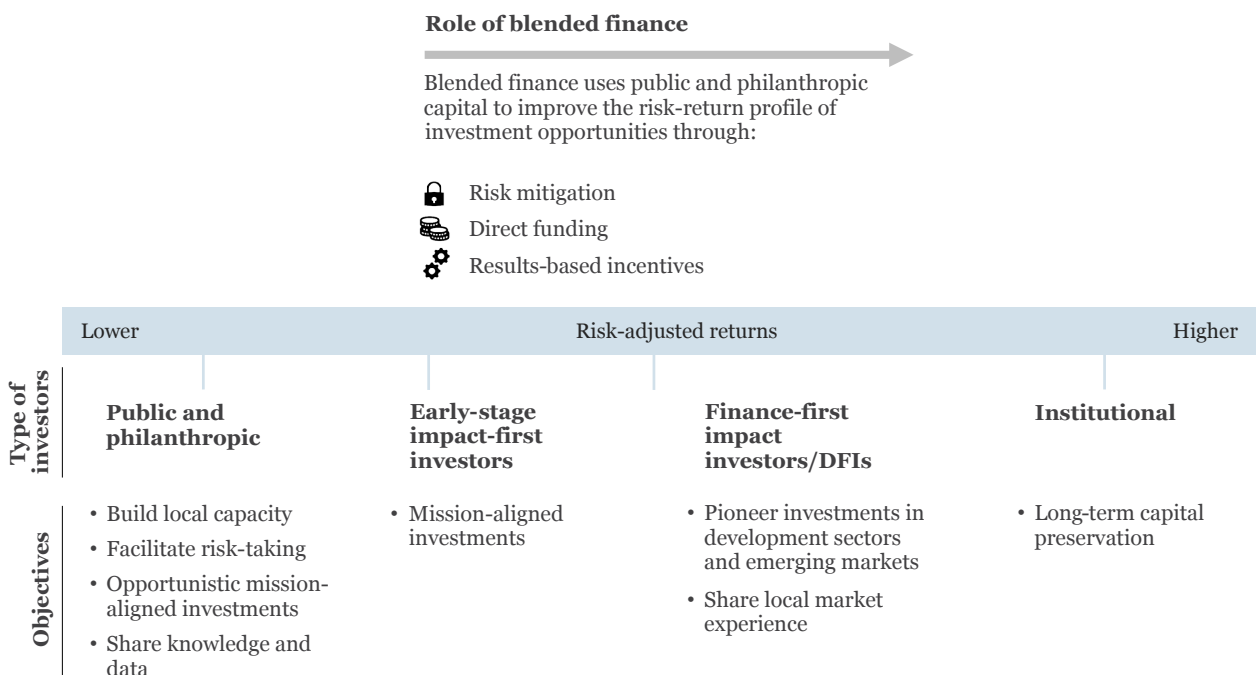 Role of blended finance
Blended finance uses public and philanthropic
capital to improve the risk-return profile of
investment opportunities through:
Risk mitigation
Direct funding
Results-based incentives
Lower Risk-adjusted returns Higher
Type of
investors
Public and
philanthropic
Early-stage
impact-first
investors
Finance-first
impact
investors/DFIs
Institutional
Objectives
• Build local capacity
• Facilitate risk-taking
• Opportunistic mission-
aligned investments
• Share knowledge and
data
• Mission-aligned
investments
• Pioneer investments in
development sectors
and emerging markets
• Share local market
experience
• Long-term capital
preservation